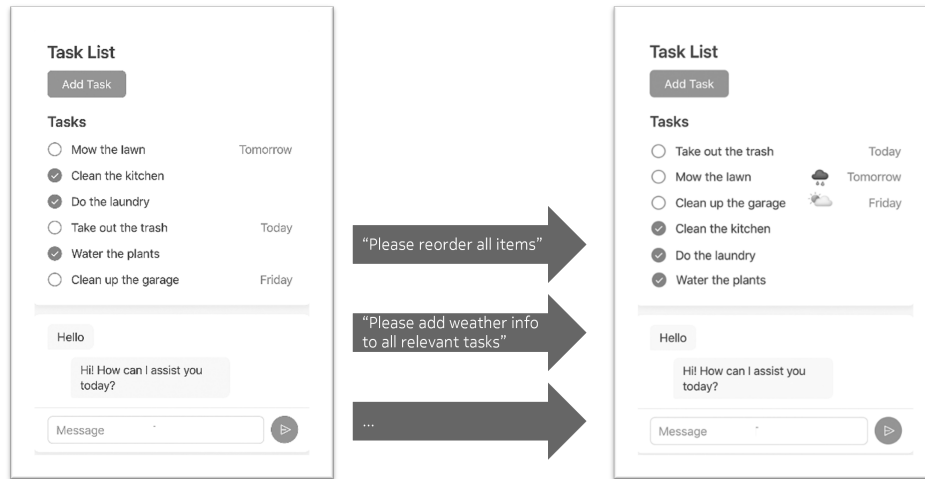 Task List
Add Task
Tasks
Mow the lawn Tomorrow
Clean the kitchen
Do the laundry
Take out the trash Today
Water the plants
Clean up the garage Friday
Hello
Hi! How can I assist you
today?
Message
“Please reorder all items”
“Please add weather info
to all relevant tasks”
...
Task List
Add Task
Tasks
Take out the trash Today
Mow the lawn Tomorrow
Clean up the garage Friday
Clean the kitchen
Do the laundry
Water the plants
Hello
Hi! How can I assist you
today?
Message